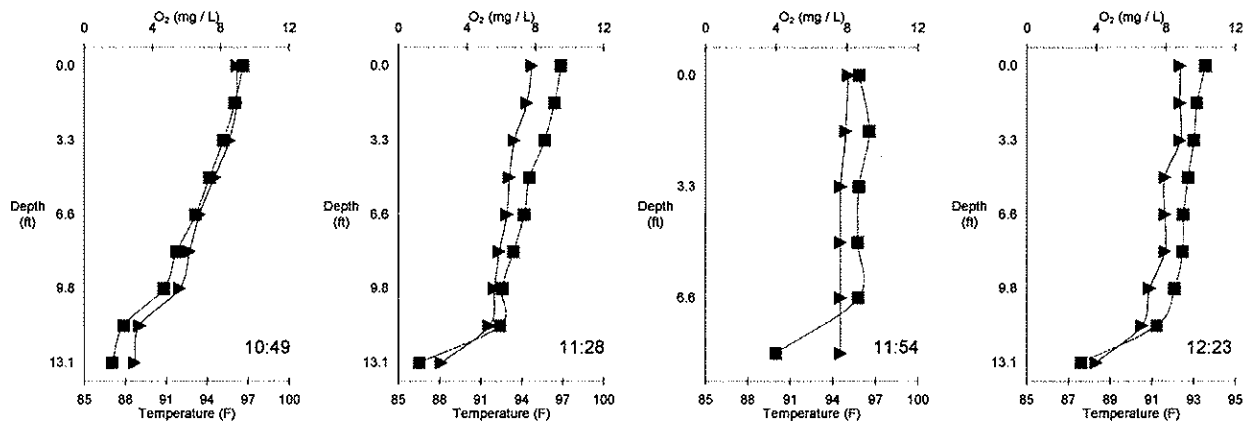 O₂ (mg / L)
0 4 8 12
0.0
3.3
Depth
(ft)
6.6
9.8
13.1
10:49
85 88 91 94 97 100
Temperature (F)
O₂ (mg / L)
0 4 8 12
0.0
3.3
Depth
(ft)
6.6
9.8
13.1
11:28
85 88 91 94 97 100
Temperature (F)
O₂ (mg / L)
0 4 8 12
0.0
3.3
Depth
(ft)
6.6
11:54
85 88 91 94 97 100
Temperature (F)
O₂ (mg / L)
0 4 8 12
0.0
3.3
Depth
(ft)
6.6
9.8
13.1
12:23
85 87 89 91 93 95
Temperature (F)